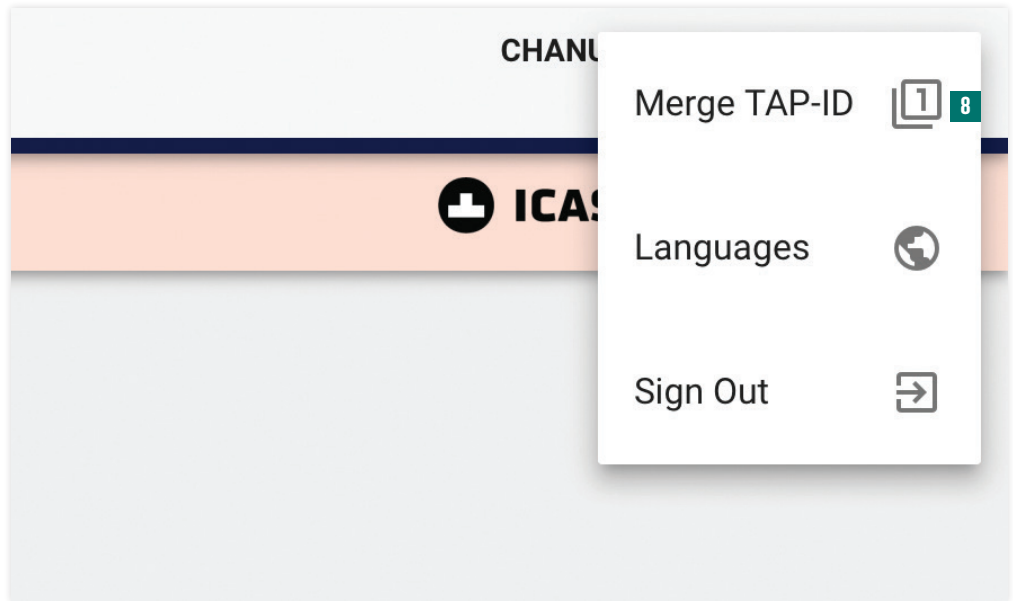 CHANU
Merge TAP-ID 1 8
ICAS
Languages
Sign Out